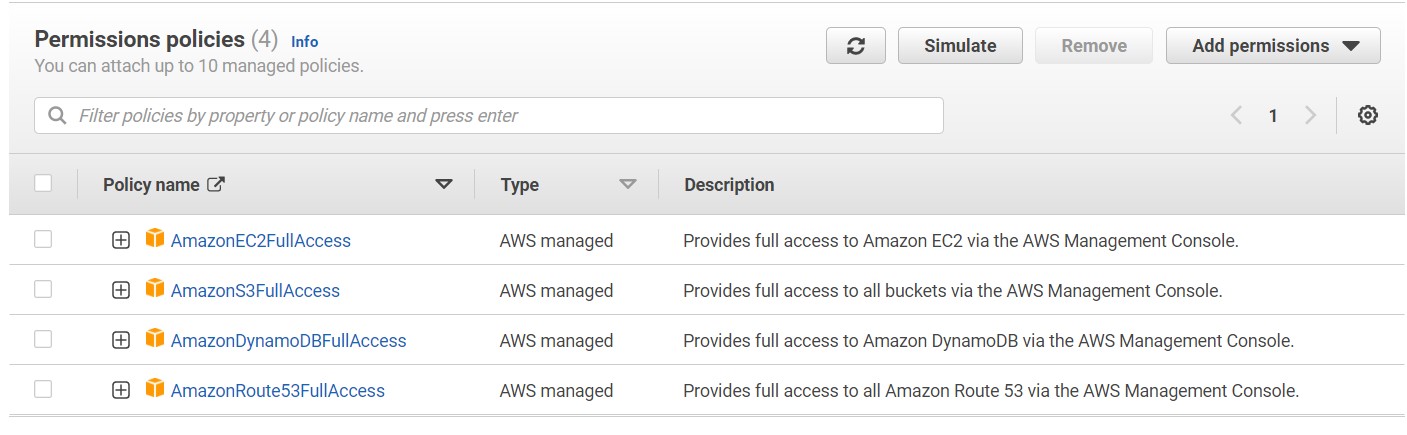 Permissions policies (4) Info
You can attach up to 10 managed policies.
Simulate Remove Add permissions
Filter policies by property or policy name and press enter 1
Policy name Type Description
AmazonEC2FullAccess AWS managed Provides full access to Amazon EC2 via the AWS Management Console.
AmazonS3FullAccess AWS managed Provides full access to all buckets via the AWS Management Console.
AmazonDynamoDBFullAccess AWS managed Provides full access to Amazon DynamoDB via the AWS Management Console.
AmazonRoute53FullAccess AWS managed Provides full access to all Amazon Route 53 via the AWS Management Console.